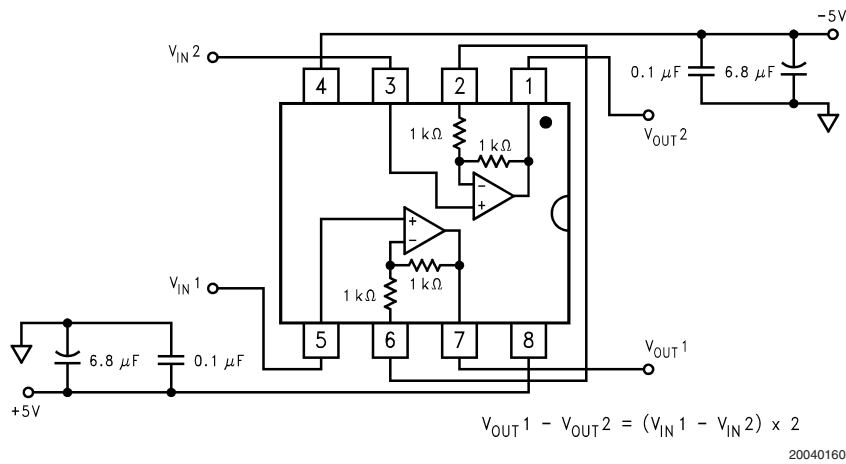 −5V
V_IN 2
4
3
2
1
0.1 μF
6.8 μF
V_OUT 2
1 kΩ
1 kΩ
−
+
+
−
V_IN 1
1 kΩ
1 kΩ
5
6
7
8
V_OUT 1
6.8 μF
0.1 μF
+5V
V_OUT 1 − V_OUT 2 = (V_IN 1 − V_IN 2) x 2
20040160